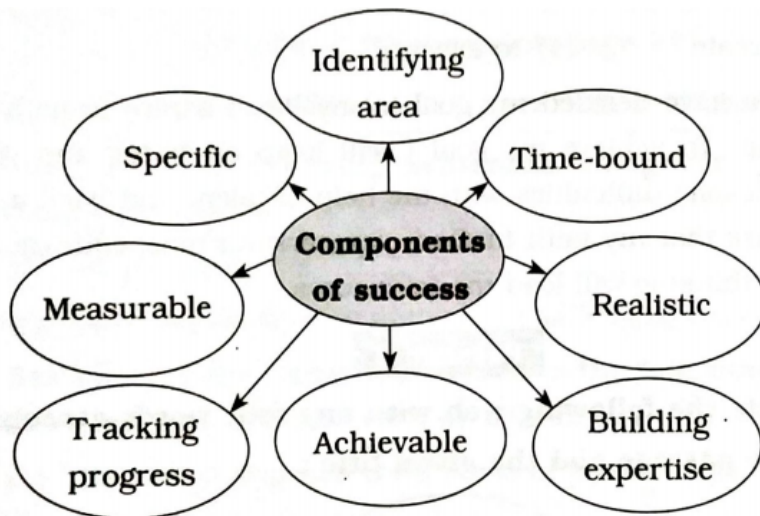 Identifying
area
Specific
Time-bound
Components
of success
Measurable
Realistic
Tracking
progress
Achievable
Building
expertise